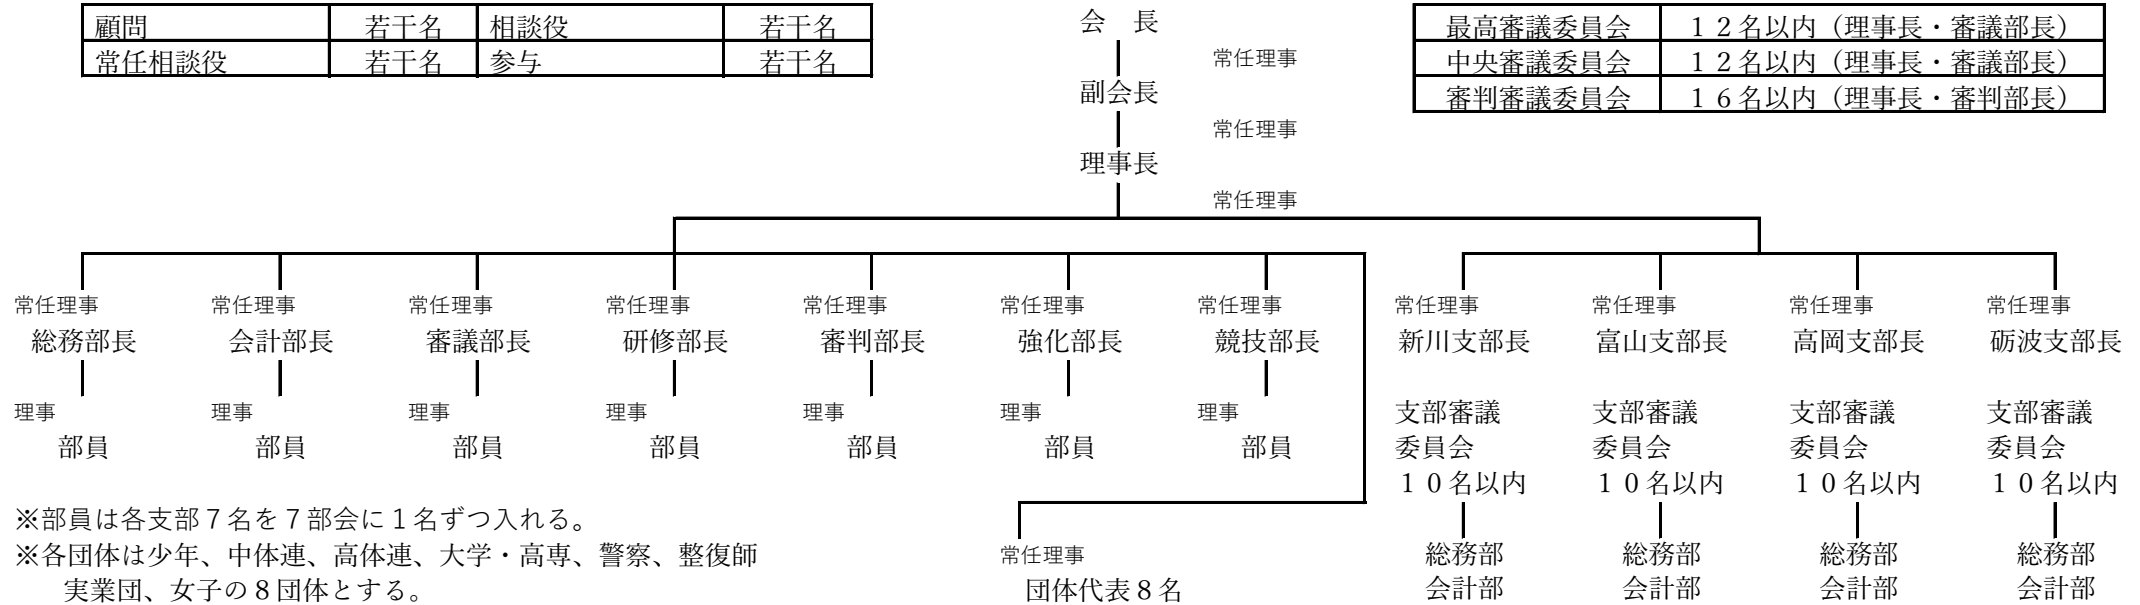 顧問 若干名 相談役 若干名
常任相談役 若干名 参与 若干名
会　長
常任理事
副会長
常任理事
理事長
常任理事
最高審議委員会 １２名以内（理事長・審議部長）
中央審議委員会 １２名以内（理事長・審議部長）
審判審議委員会 １６名以内（理事長・審判部長）
常任理事 常任理事 常任理事 常任理事 常任理事 常任理事 常任理事 常任理事 常任理事 常任理事 常任理事
総務部長 会計部長 審議部長 研修部長 審判部長 強化部長 競技部長 新川支部長 富山支部長 高岡支部長 砺波支部長
理事 理事 理事 理事 理事 理事 理事 支部審議 支部審議 支部審議 支部審議
部員 部員 部員 部員 部員 部員 部員 委員会 委員会 委員会 委員会
１０名以内 １０名以内 １０名以内 １０名以内
※部員は各支部７名を７部会に１名ずつ入れる。
※各団体は少年、中体連、高体連、大学・高専、警察、整復師
実業団、女子の８団体とする。
常任理事
団体代表８名
総務部 総務部 総務部 総務部
会計部 会計部 会計部 会計部